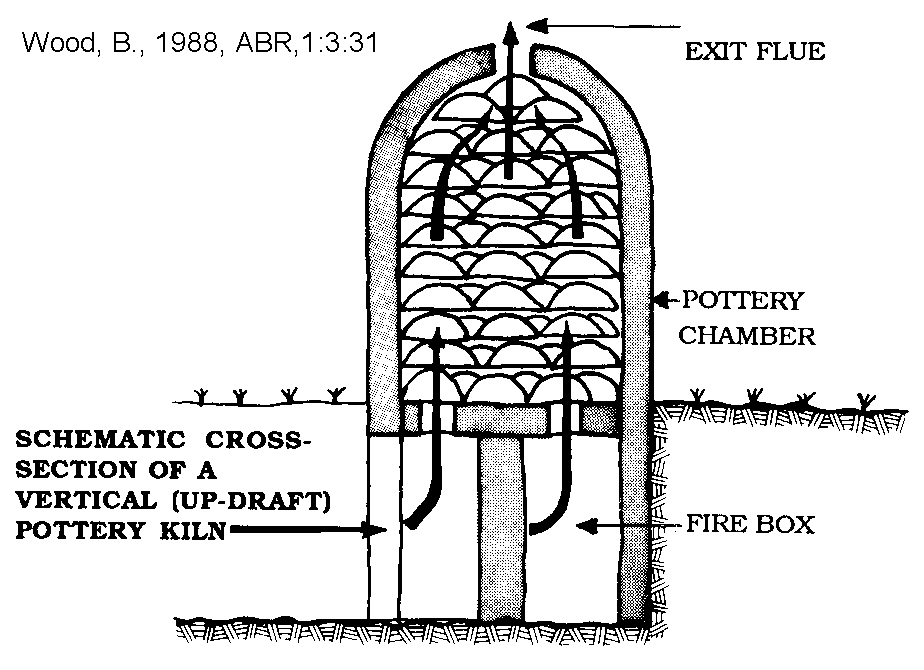 Wood, B., 1988, ABR,1:3:31
EXIT FLUE
POTTERY
CHAMBER
SCHEMATIC CROSS-
SECTION OF A
VERTICAL (UP-DRAFT)
POTTERY KILN
FIRE BOX